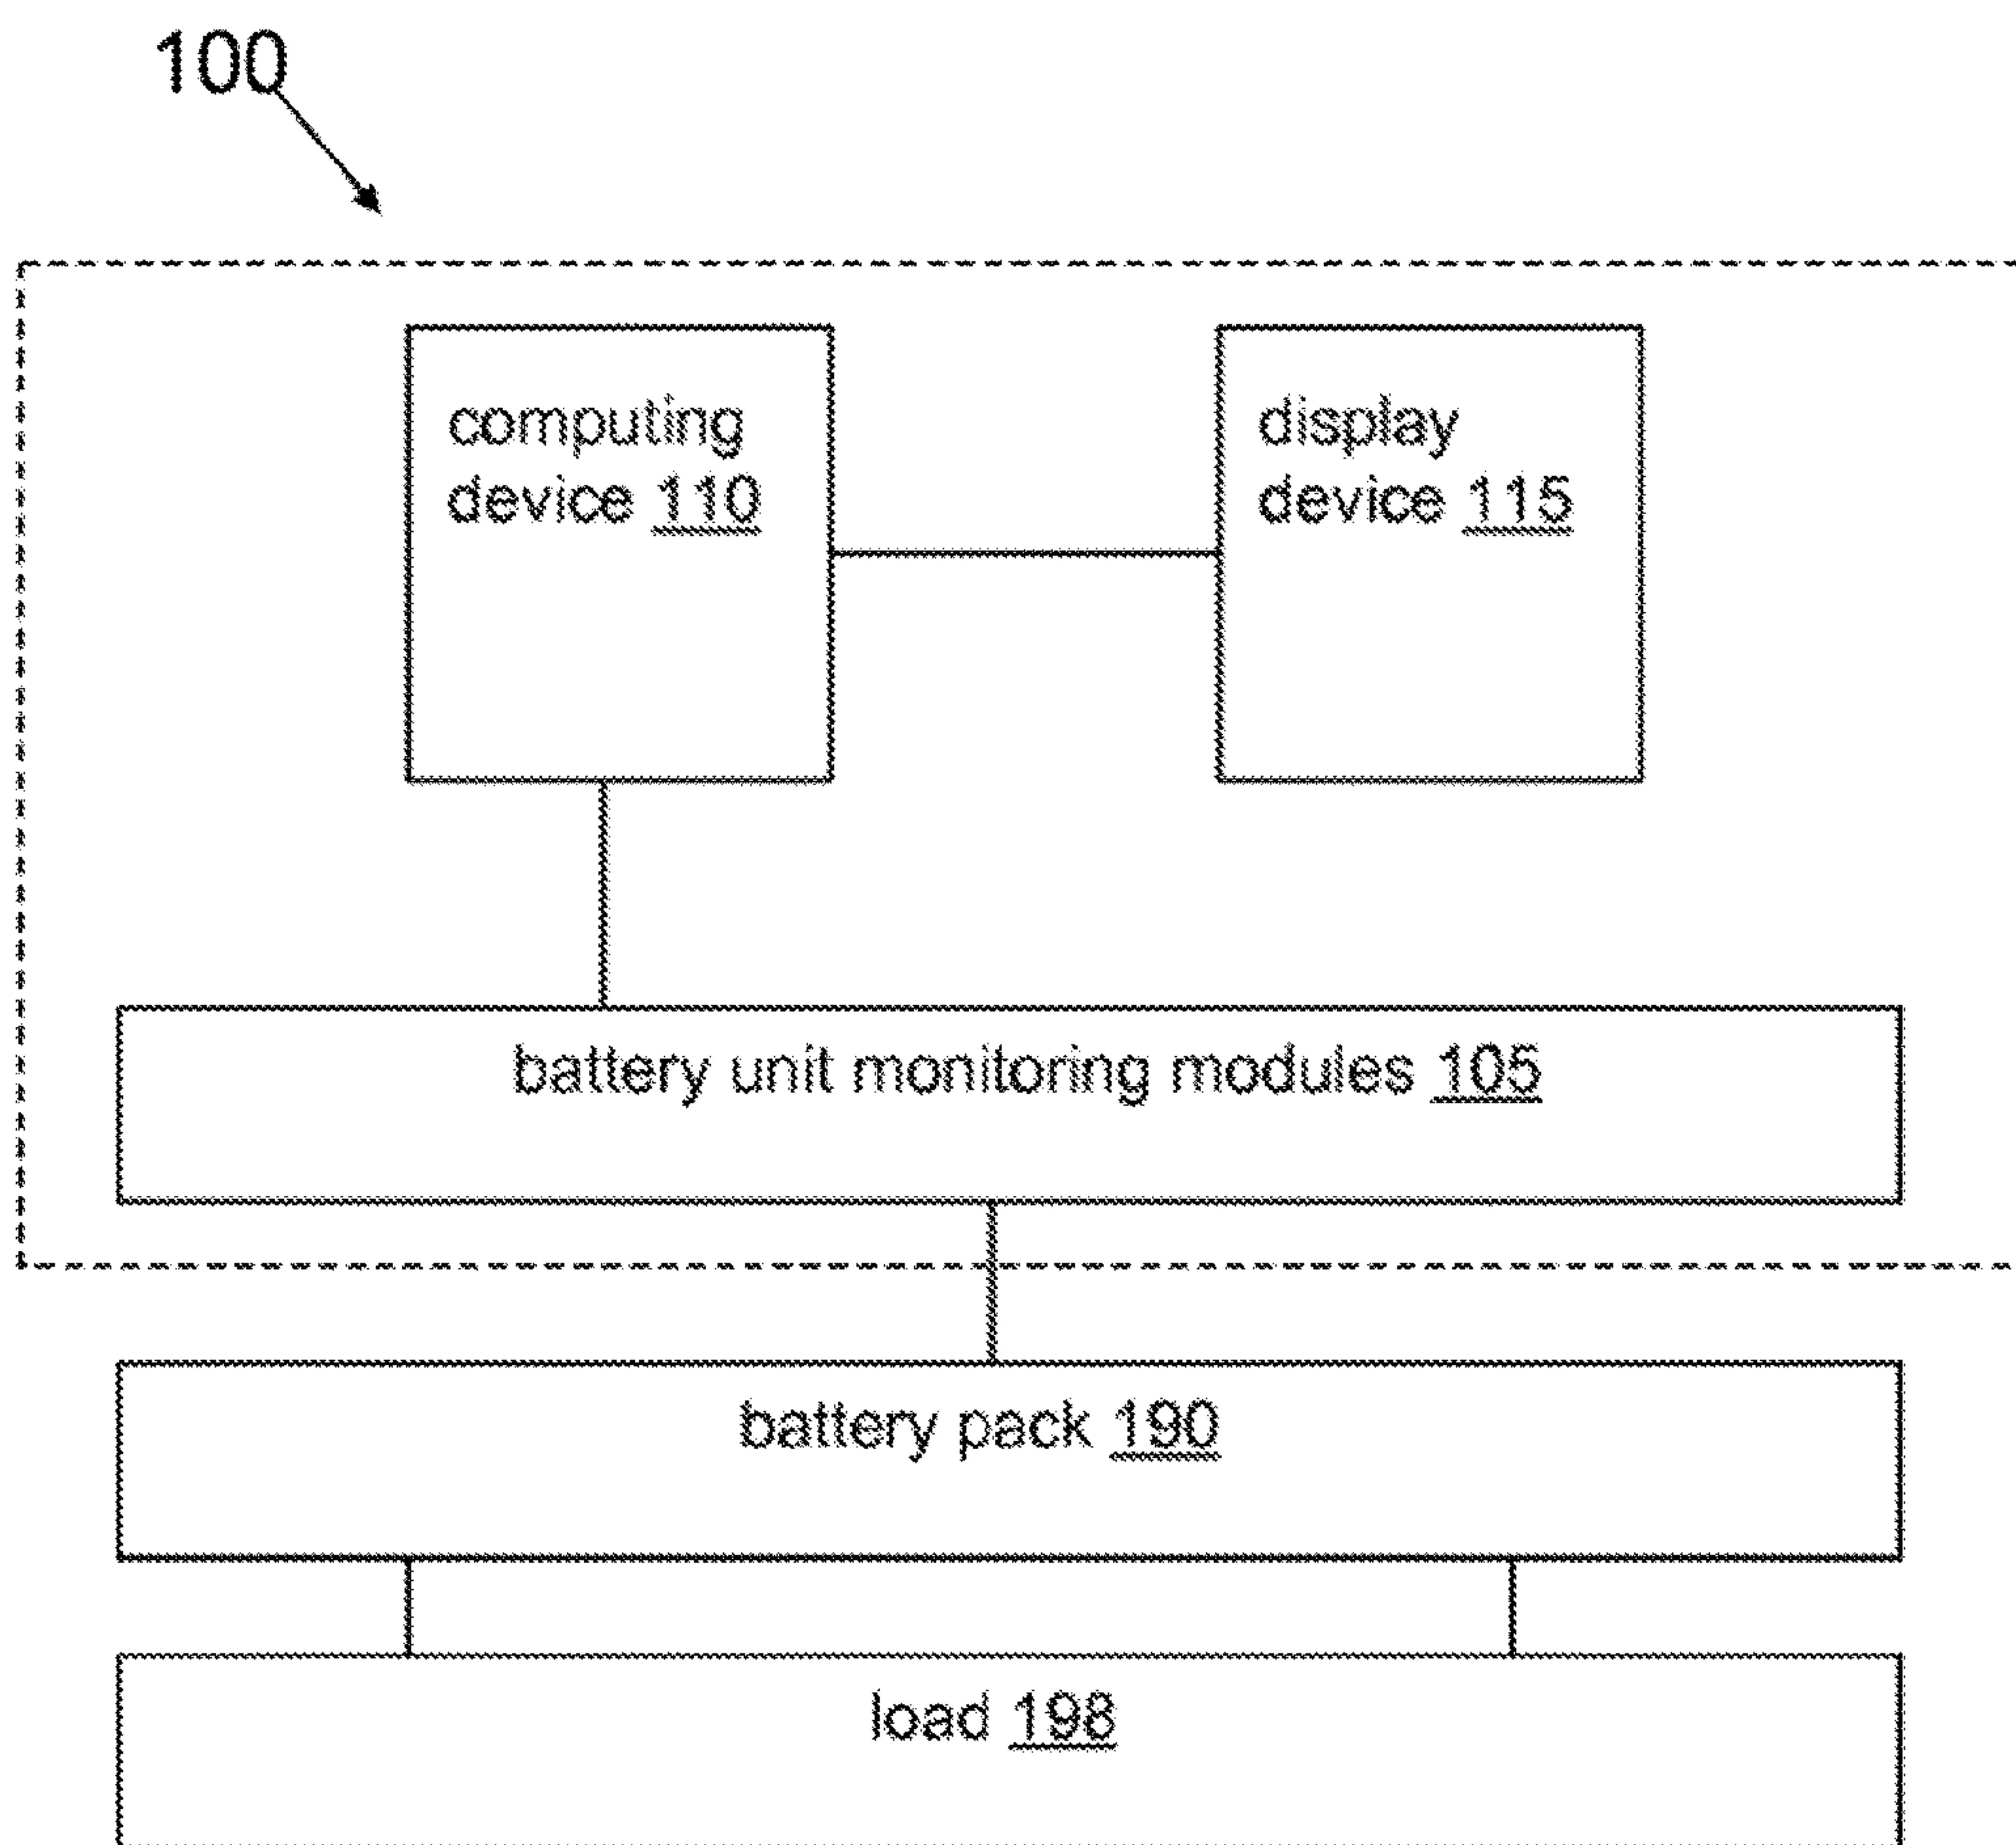 100
computing
device 110
display
device 115
battery unit monitoring modules 105
battery pack 190
load 198